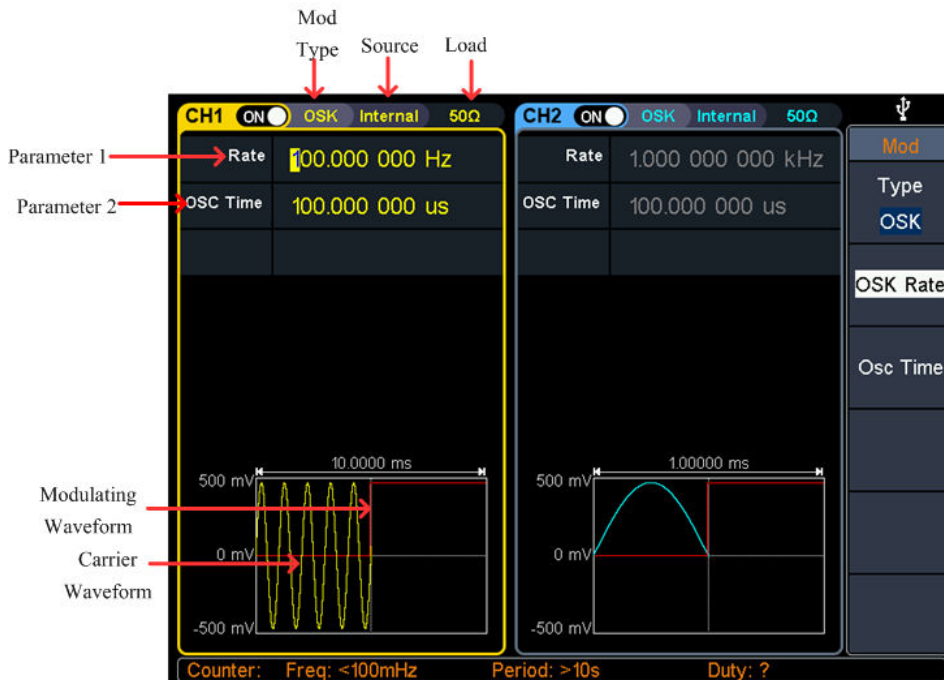 Mod
Type
Source
Load
CH1 ON OSK Internal 50Ω
CH2 ON OSK Internal 50Ω
Parameter 1
Rate 100.000 000 Hz
Rate 1.000 000 000 kHz
Mod
Type
OSK
Parameter 2
OSC Time 100.000 000 us
OSC Time 100.000 000 us
OSK Rate
Osc Time
10.0000 ms
1.00000 ms
500 mV
500 mV
Modulating
Waveform
0 mV
0 mV
Carrier
Waveform
-500 mV
-500 mV
Counter: Freq: <100mHz Period: >10s Duty: ?